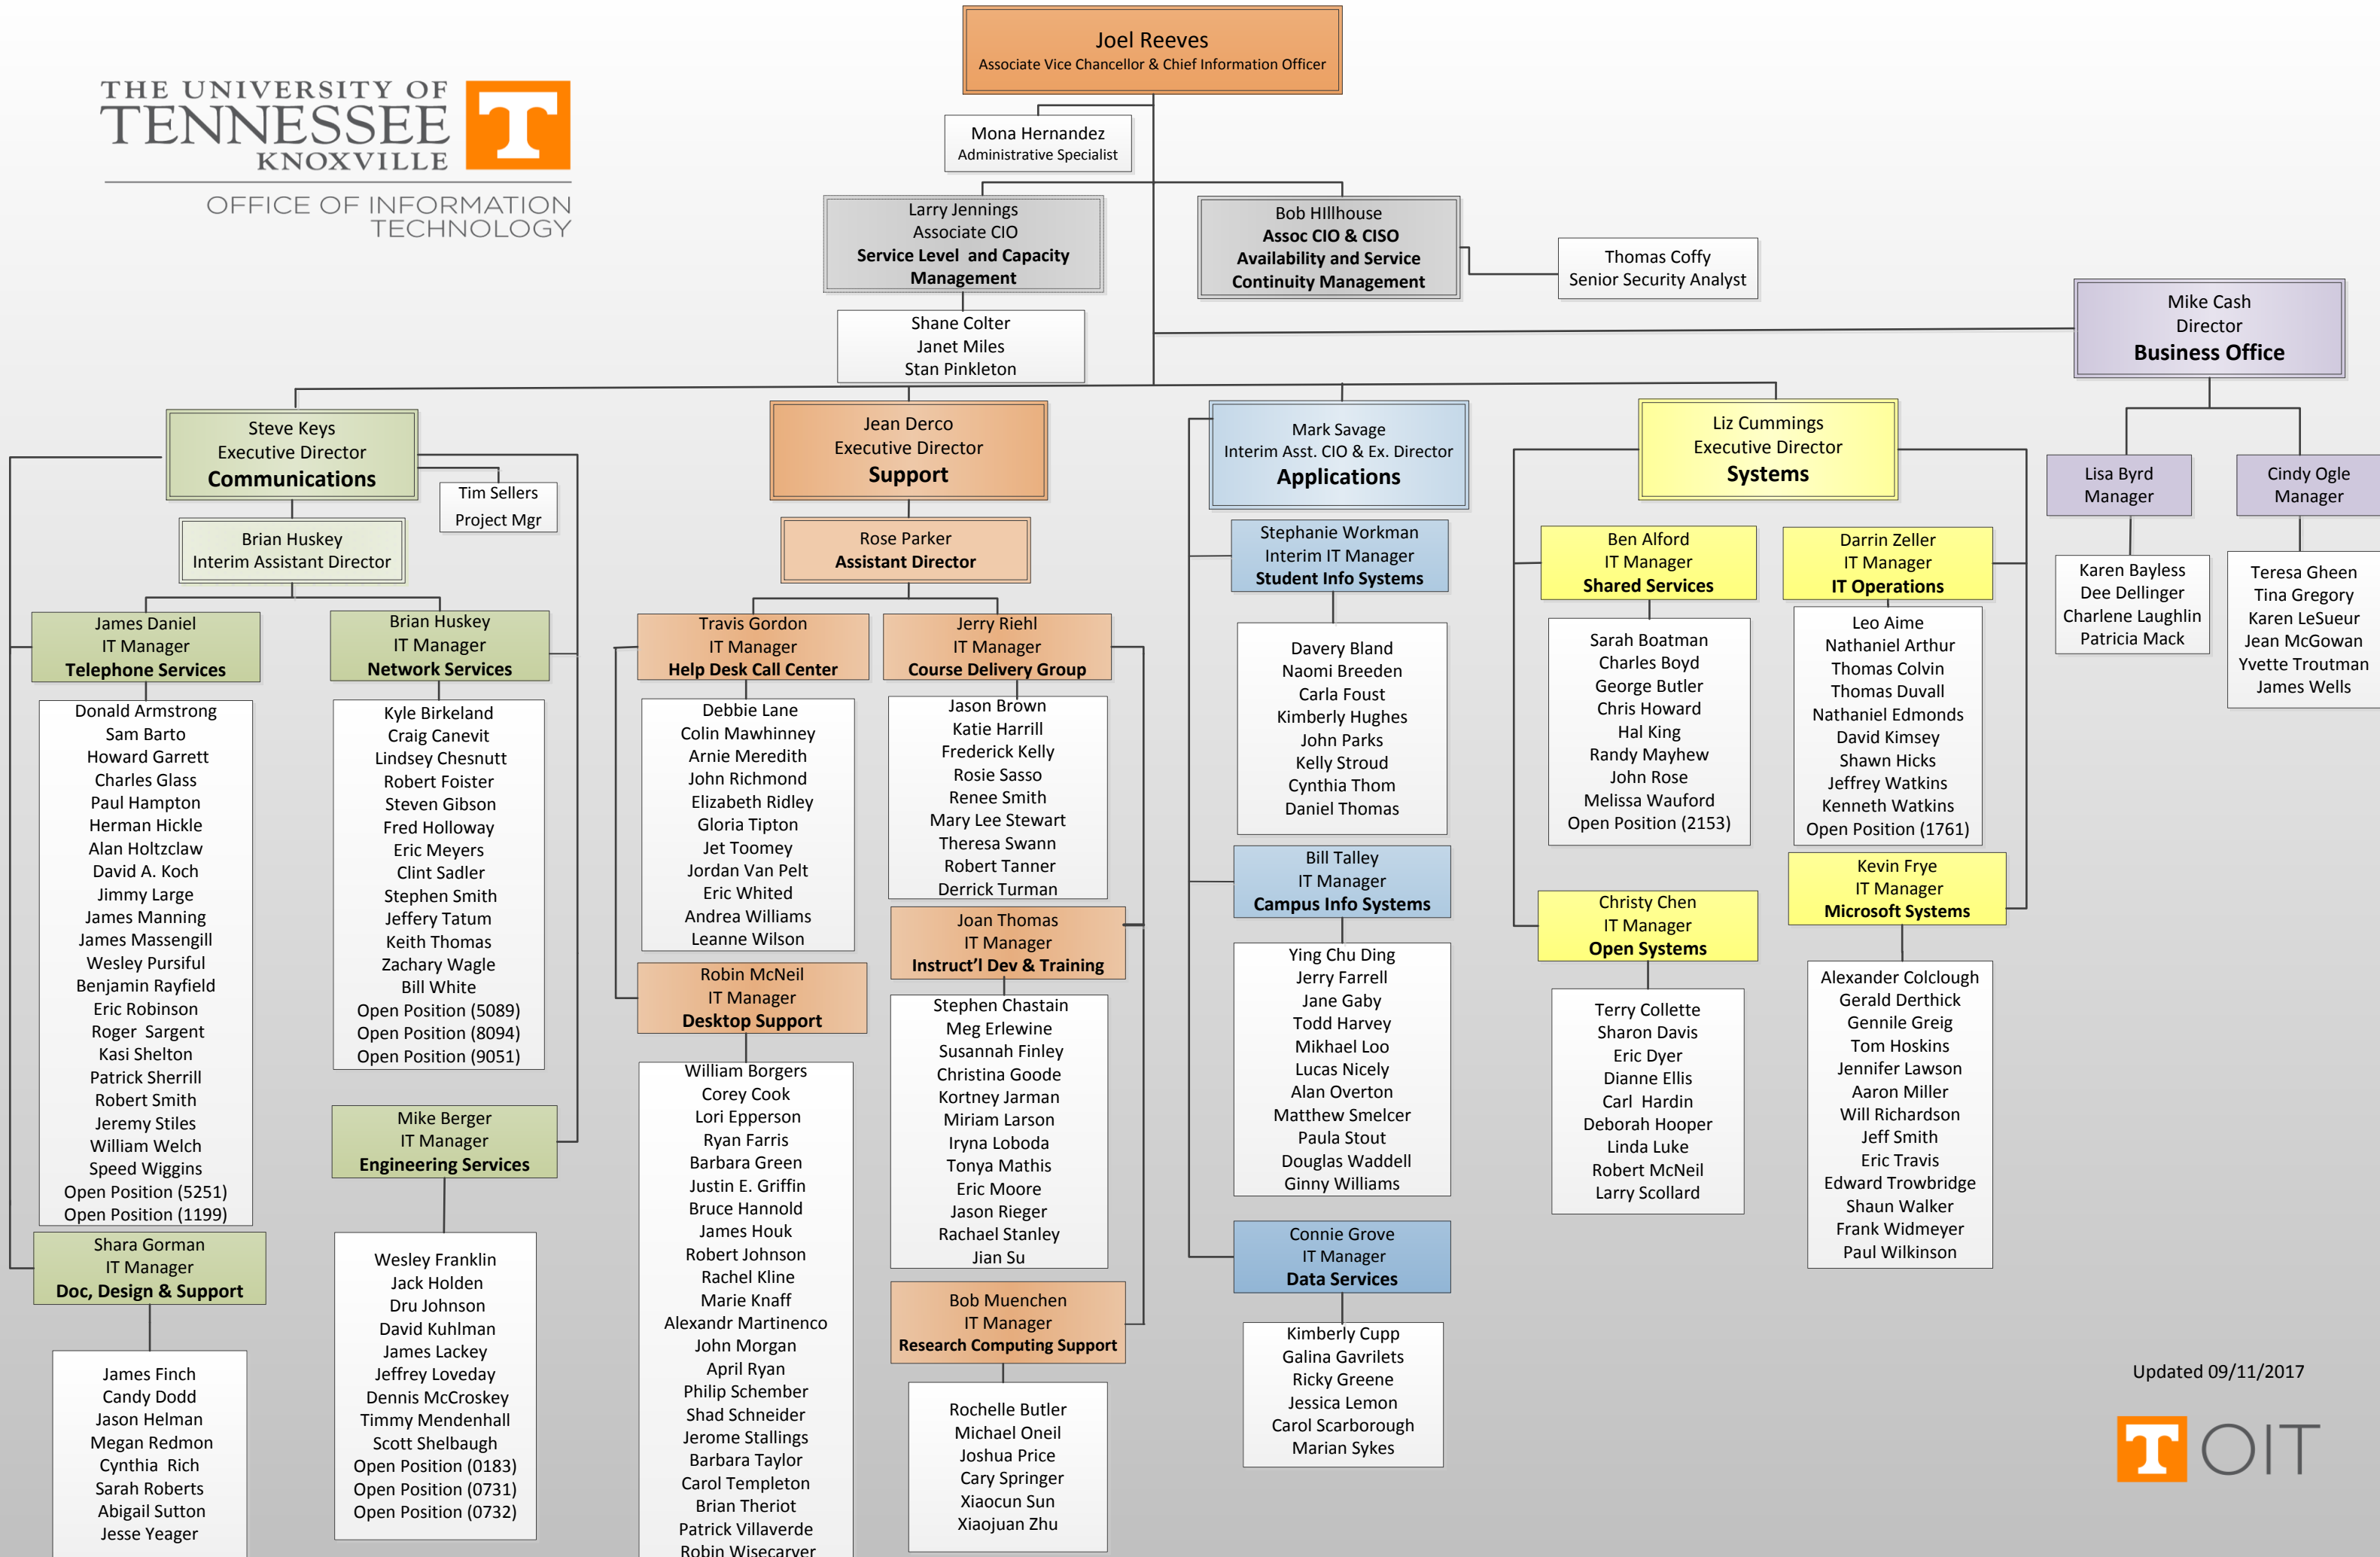 Joel Reeves
Associate Vice Chancellor & Chief Information Officer
THE UNIVERSITY OF
TENNESSEE
KNOXVILLE
T
OFFICE OF INFORMATION
TECHNOLOGY
Mona Hernandez
Administrative Specialist
Larry Jennings
Associate CIO
Service Level and Capacity
Management
Bob HIllhouse
Assoc CIO & CISO
Availability and Service
Continuity Management
Thomas Coffy
Senior Security Analyst
Shane Colter
Janet Miles
Stan Pinkleton
Mike Cash
Director
Business Office
Lisa Byrd
Manager
Karen Bayless
Dee Dellinger
Charlene Laughlin
Patricia Mack
Cindy Ogle
Manager
Teresa Gheen
Tina Gregory
Karen LeSueur
Jean McGowan
Yvette Troutman
James Wells
Steve Keys
Executive Director
Communications
Tim Sellers
Project Mgr
Brian Huskey
Interim Assistant Director
James Daniel
IT Manager
Telephone Services
Donald Armstrong
Sam Barto
Howard Garrett
Charles Glass
Paul Hampton
Herman Hickle
Alan Holtzclaw
David A. Koch
Jimmy Large
James Manning
James Massengill
Wesley Pursiful
Benjamin Rayfield
Eric Robinson
Roger Sargent
Kasi Shelton
Patrick Sherrill
Robert Smith
Jeremy Stiles
William Welch
Speed Wiggins
Open Position (5251)
Open Position (1199)
Shara Gorman
IT Manager
Doc, Design & Support
James Finch
Candy Dodd
Jason Helman
Megan Redmon
Cynthia Rich
Sarah Roberts
Abigail Sutton
Jesse Yeager
Brian Huskey
IT Manager
Network Services
Kyle Birkeland
Craig Canevit
Lindsey Chesnutt
Robert Foister
Steven Gibson
Fred Holloway
Eric Meyers
Clint Sadler
Stephen Smith
Jeffery Tatum
Keith Thomas
Zachary Wagle
Bill White
Open Position (5089)
Open Position (8094)
Open Position (9051)
Mike Berger
IT Manager
Engineering Services
Wesley Franklin
Jack Holden
Dru Johnson
David Kuhlman
James Lackey
Jeffrey Loveday
Dennis McCroskey
Timmy Mendenhall
Scott Shelbaugh
Open Position (0183)
Open Position (0731)
Open Position (0732)
Jean Derco
Executive Director
Support
Rose Parker
Assistant Director
Travis Gordon
IT Manager
Help Desk Call Center
Debbie Lane
Colin Mawhinney
Arnie Meredith
John Richmond
Elizabeth Ridley
Gloria Tipton
Jet Toomey
Jordan Van Pelt
Eric Whited
Andrea Williams
Leanne Wilson
Robin McNeil
IT Manager
Desktop Support
William Borgers
Corey Cook
Lori Epperson
Ryan Farris
Barbara Green
Justin E. Griffin
Bruce Hannold
James Houk
Robert Johnson
Rachel Kline
Marie Knaff
Alexandr Martinenco
John Morgan
April Ryan
Philip Schember
Shad Schneider
Jerome Stallings
Barbara Taylor
Carol Templeton
Brian Theriot
Patrick Villaverde
Robin Wisecarver
Jerry Riehl
IT Manager
Course Delivery Group
Jason Brown
Katie Harrill
Frederick Kelly
Rosie Sasso
Renee Smith
Mary Lee Stewart
Theresa Swann
Robert Tanner
Derrick Turman
Joan Thomas
IT Manager
Instruct’l Dev & Training
Stephen Chastain
Meg Erlewine
Susannah Finley
Christina Goode
Kortney Jarman
Miriam Larson
Iryna Loboda
Tonya Mathis
Eric Moore
Jason Rieger
Rachael Stanley
Jian Su
Bob Muenchen
IT Manager
Research Computing Support
Rochelle Butler
Michael Oneil
Joshua Price
Cary Springer
Xiaocun Sun
Xiaojuan Zhu
Mark Savage
Interim Asst. CIO & Ex. Director
Applications
Stephanie Workman
Interim IT Manager
Student Info Systems
Davery Bland
Naomi Breeden
Carla Foust
Kimberly Hughes
John Parks
Kelly Stroud
Cynthia Thom
Daniel Thomas
Bill Talley
IT Manager
Campus Info Systems
Ying Chu Ding
Jerry Farrell
Jane Gaby
Todd Harvey
Mikhael Loo
Lucas Nicely
Alan Overton
Matthew Smelcer
Paula Stout
Douglas Waddell
Ginny Williams
Connie Grove
IT Manager
Data Services
Kimberly Cupp
Galina Gavrilets
Ricky Greene
Jessica Lemon
Carol Scarborough
Marian Sykes
Liz Cummings
Executive Director
Systems
Ben Alford
IT Manager
Shared Services
Sarah Boatman
Charles Boyd
George Butler
Chris Howard
Hal King
Randy Mayhew
John Rose
Melissa Wauford
Open Position (2153)
Christy Chen
IT Manager
Open Systems
Terry Collette
Sharon Davis
Eric Dyer
Dianne Ellis
Carl Hardin
Deborah Hooper
Linda Luke
Robert McNeil
Larry Scollard
Darrin Zeller
IT Manager
IT Operations
Leo Aime
Nathaniel Arthur
Thomas Colvin
Thomas Duvall
Nathaniel Edmonds
David Kimsey
Shawn Hicks
Jeffrey Watkins
Kenneth Watkins
Open Position (1761)
Kevin Frye
IT Manager
Microsoft Systems
Alexander Colclough
Gerald Derthick
Gennile Greig
Tom Hoskins
Jennifer Lawson
Aaron Miller
Will Richardson
Jeff Smith
Eric Travis
Edward Trowbridge
Shaun Walker
Frank Widmeyer
Paul Wilkinson
Updated 09/11/2017
T OIT